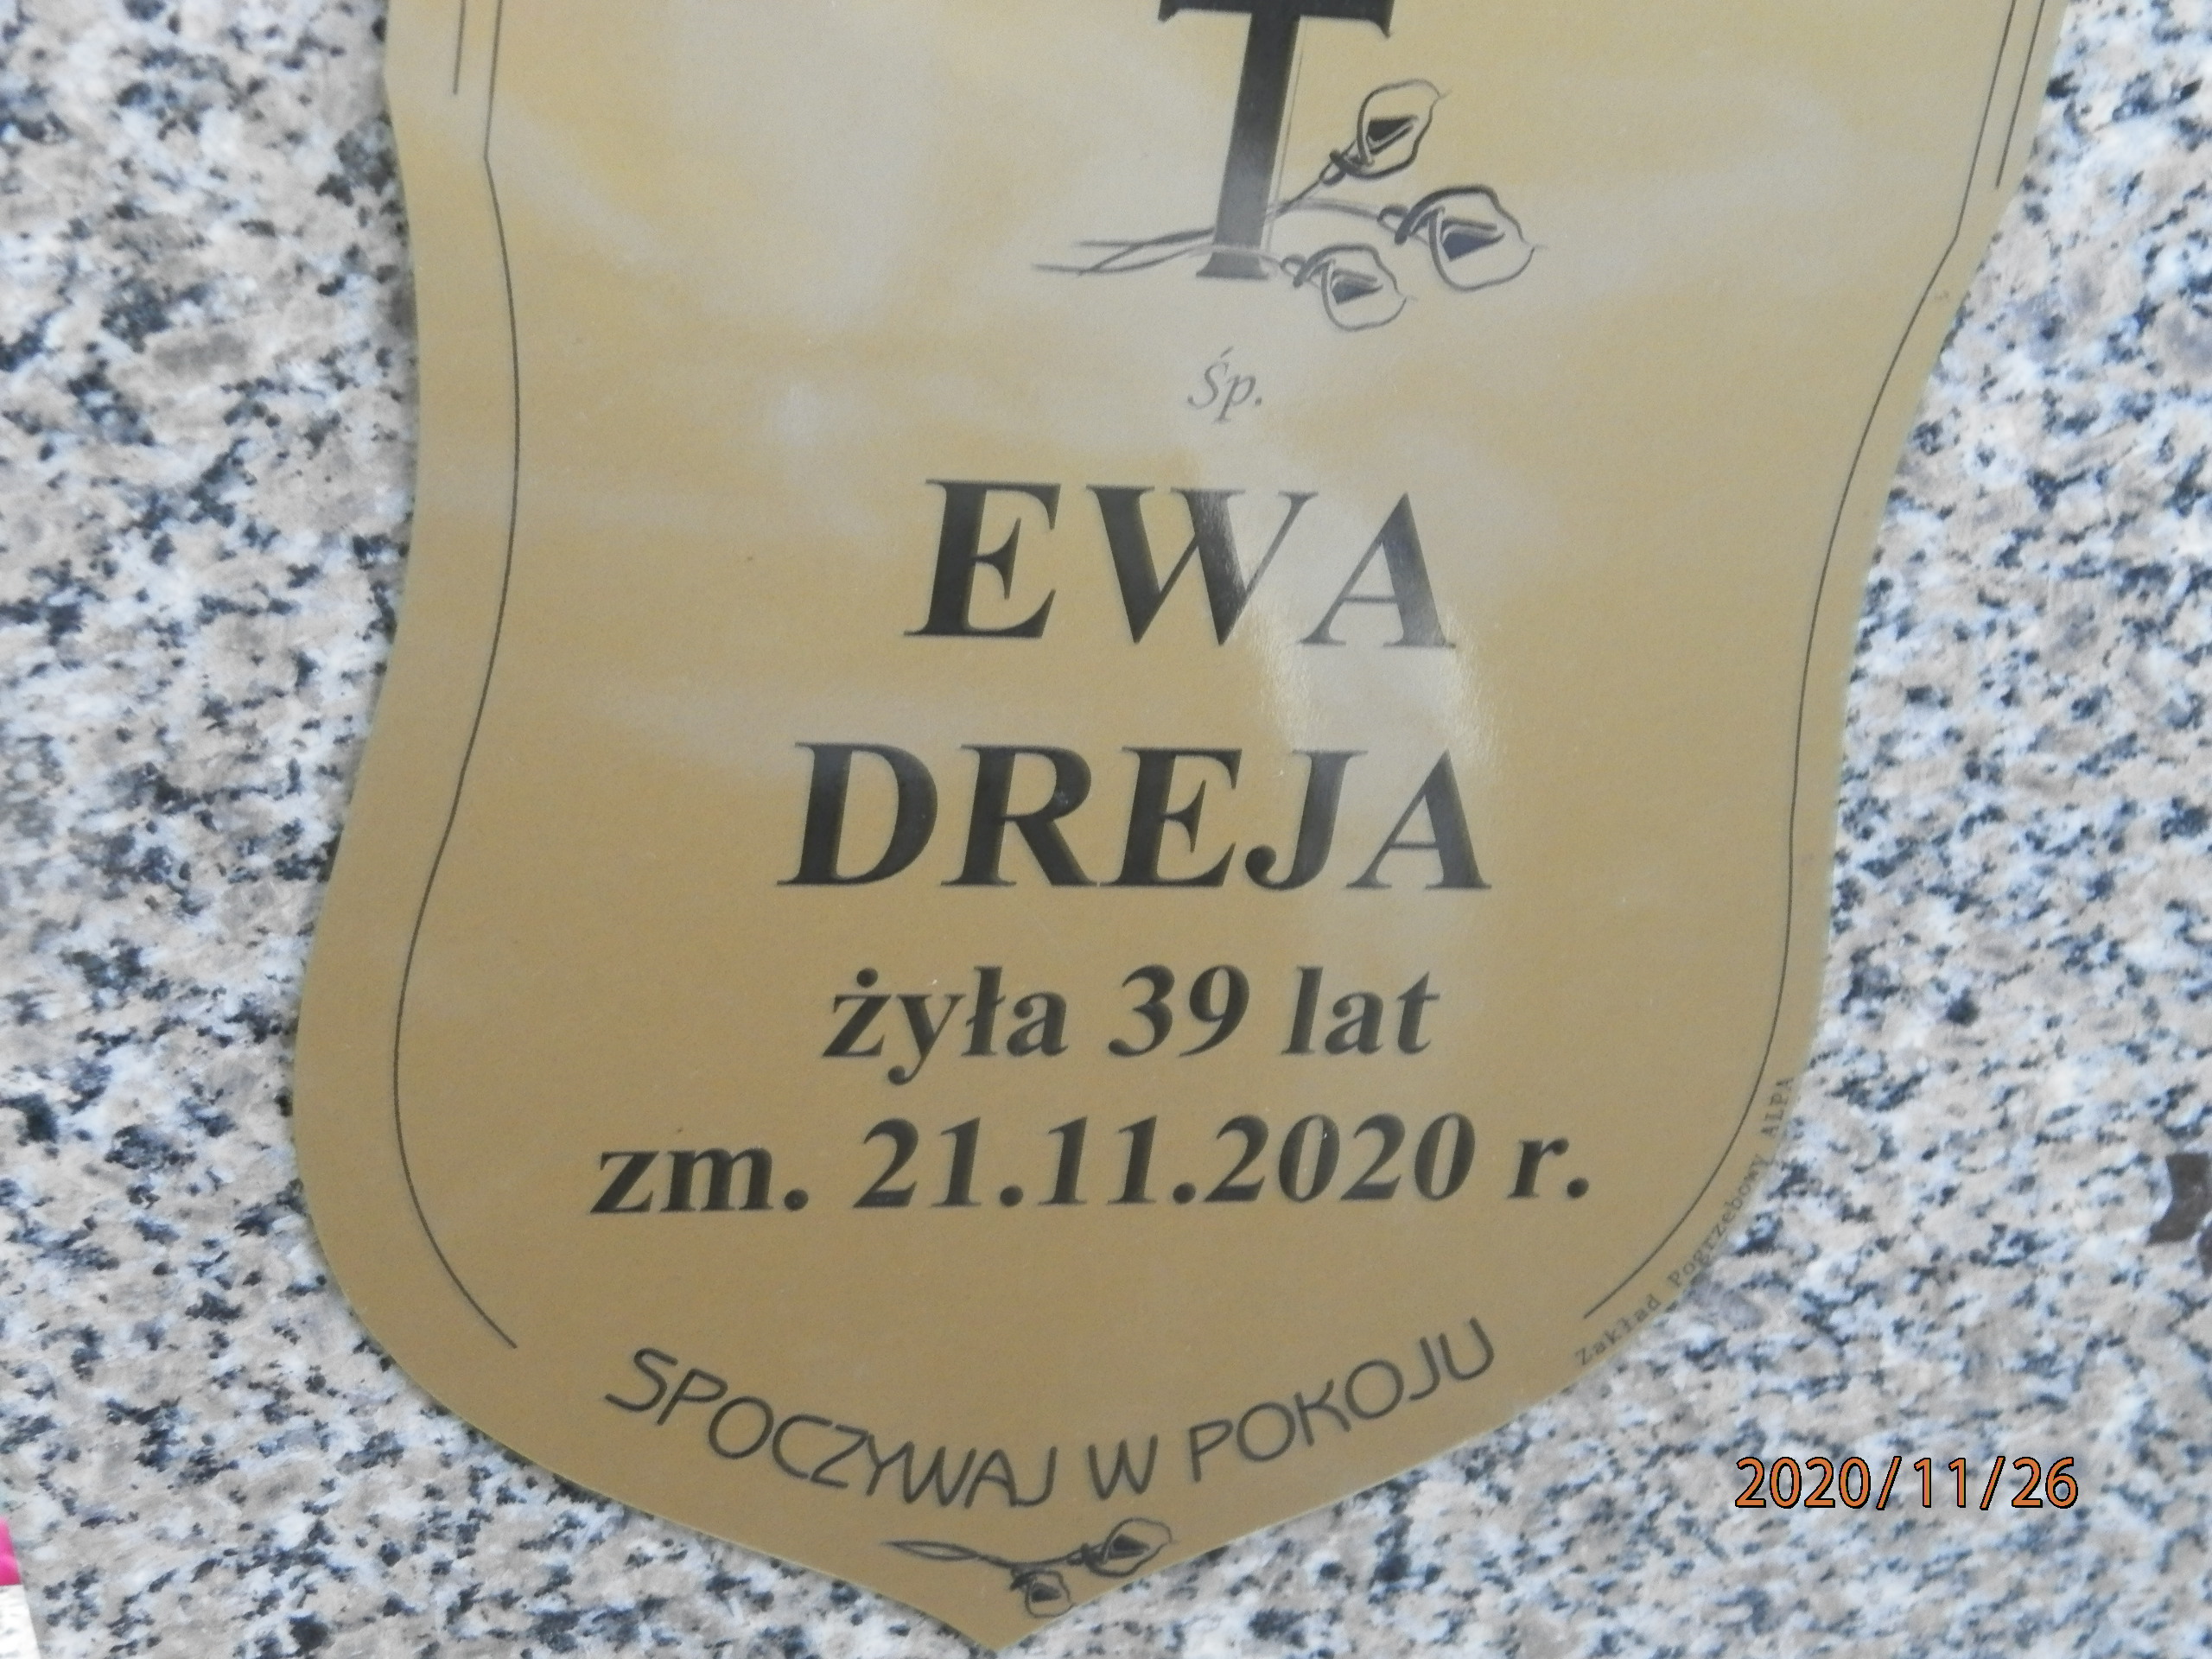 Śp.
EWA
DREJA
żyła 39 lat
zm. 21.11.2020 r.
SPOCZYWAJ W POKOJU
Zakład Pogrzebowy ALPA
2020/11/26